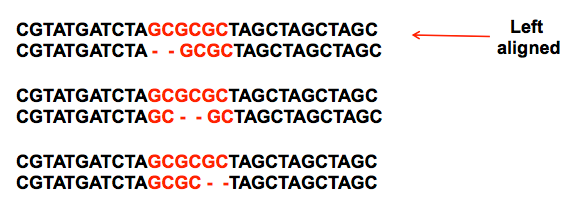 CGTATGATCTAGCGCGCTAGCTAGCTAGC
CGTATGATCTA- - GCGCTAGCTAGCTAGC
Left
aligned
CGTATGATCTAGCGCGCTAGCTAGCTAGC
CGTATGATCTAGC- - GCTAGCTAGCTAGC
CGTATGATCTAGCGCGCTAGCTAGCTAGC
CGTATGATCTAGCGC- -TAGCTAGCTAGC